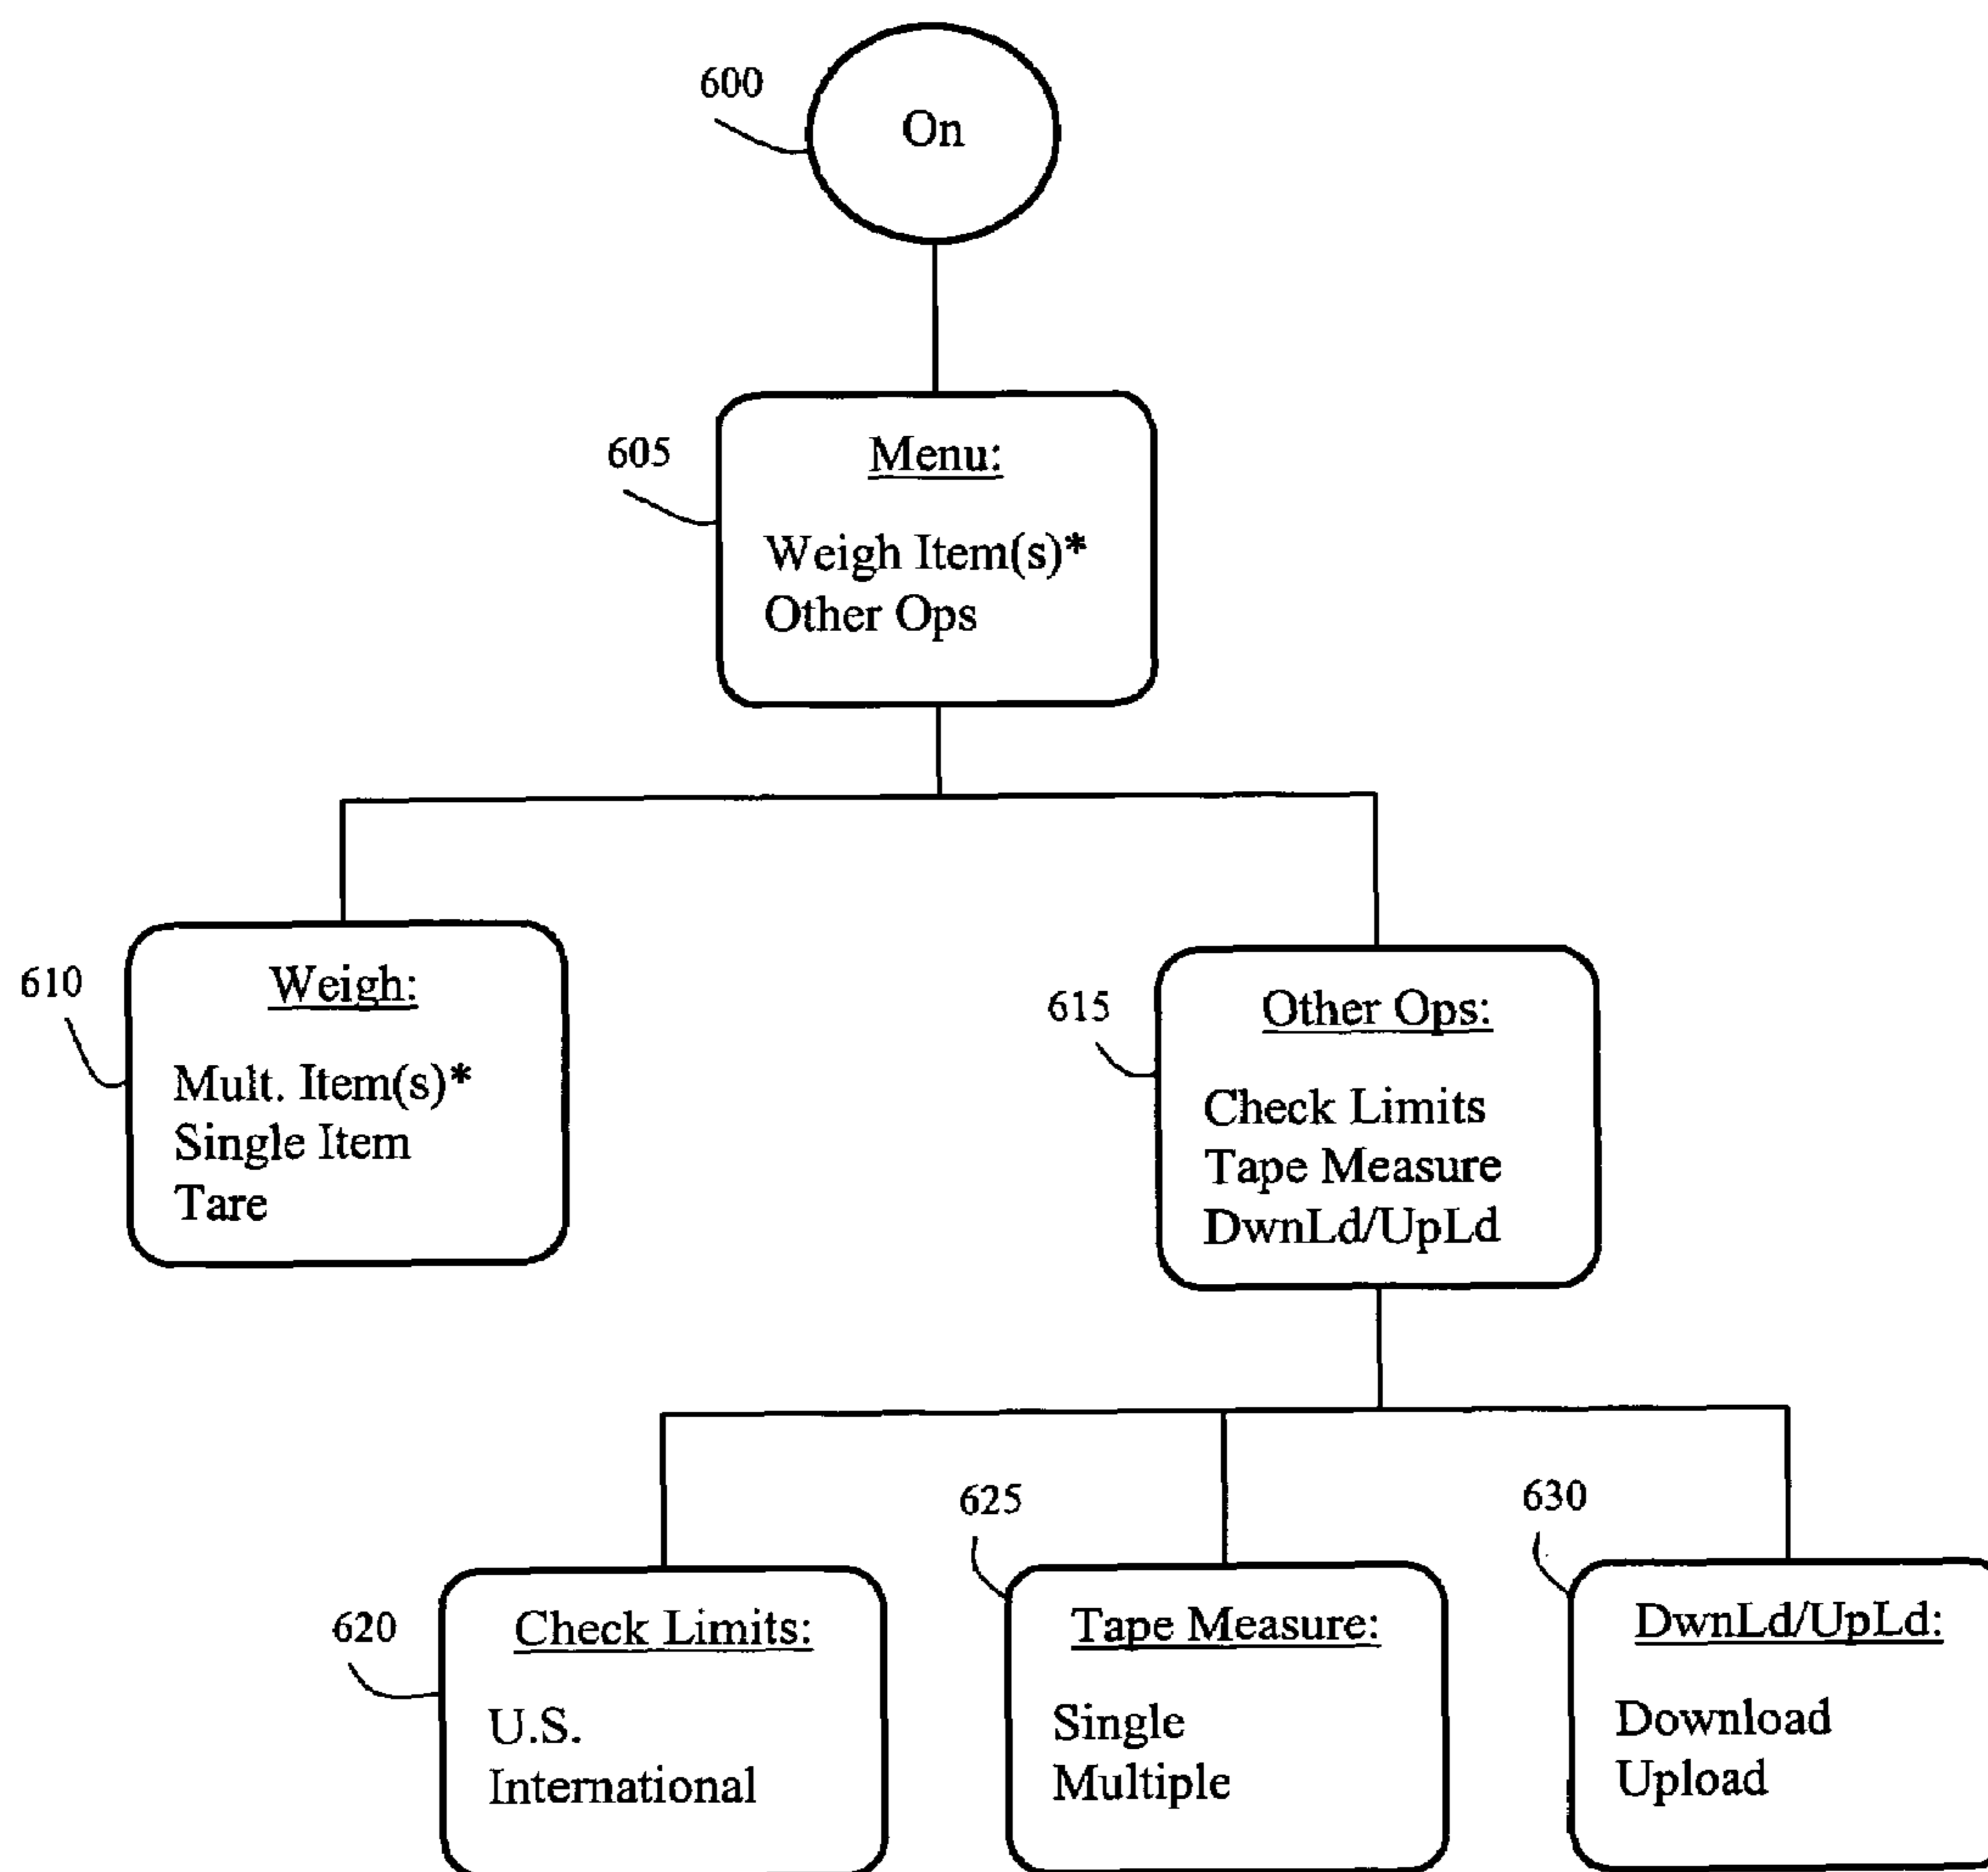 600
On
605
Menu:
Weigh Item(s)*
Other Ops
610
Weigh:
Mult. Item(s)*
Single Item
Tare
615
Other Ops:
Check Limits
Tape Measure
DwnLd/UpLd
620
Check Limits:
U.S.
International
625
Tape Measure:
Single
Multiple
630
DwnLd/UpLd:
Download
Upload